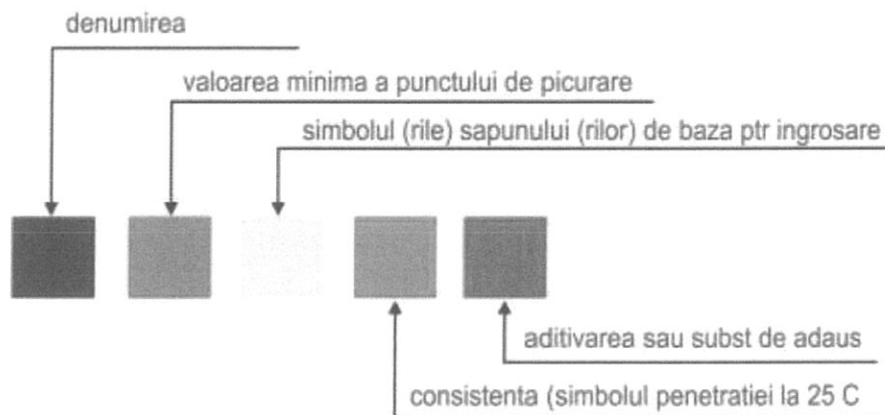 denumirea
valoarea minima a punctului de picurare
simbolul (rile) sapunului (rilor) de baza ptr ingrosare
aditivarea sau subst de adaus
consistenta (simbolul penetratiei la 25 C